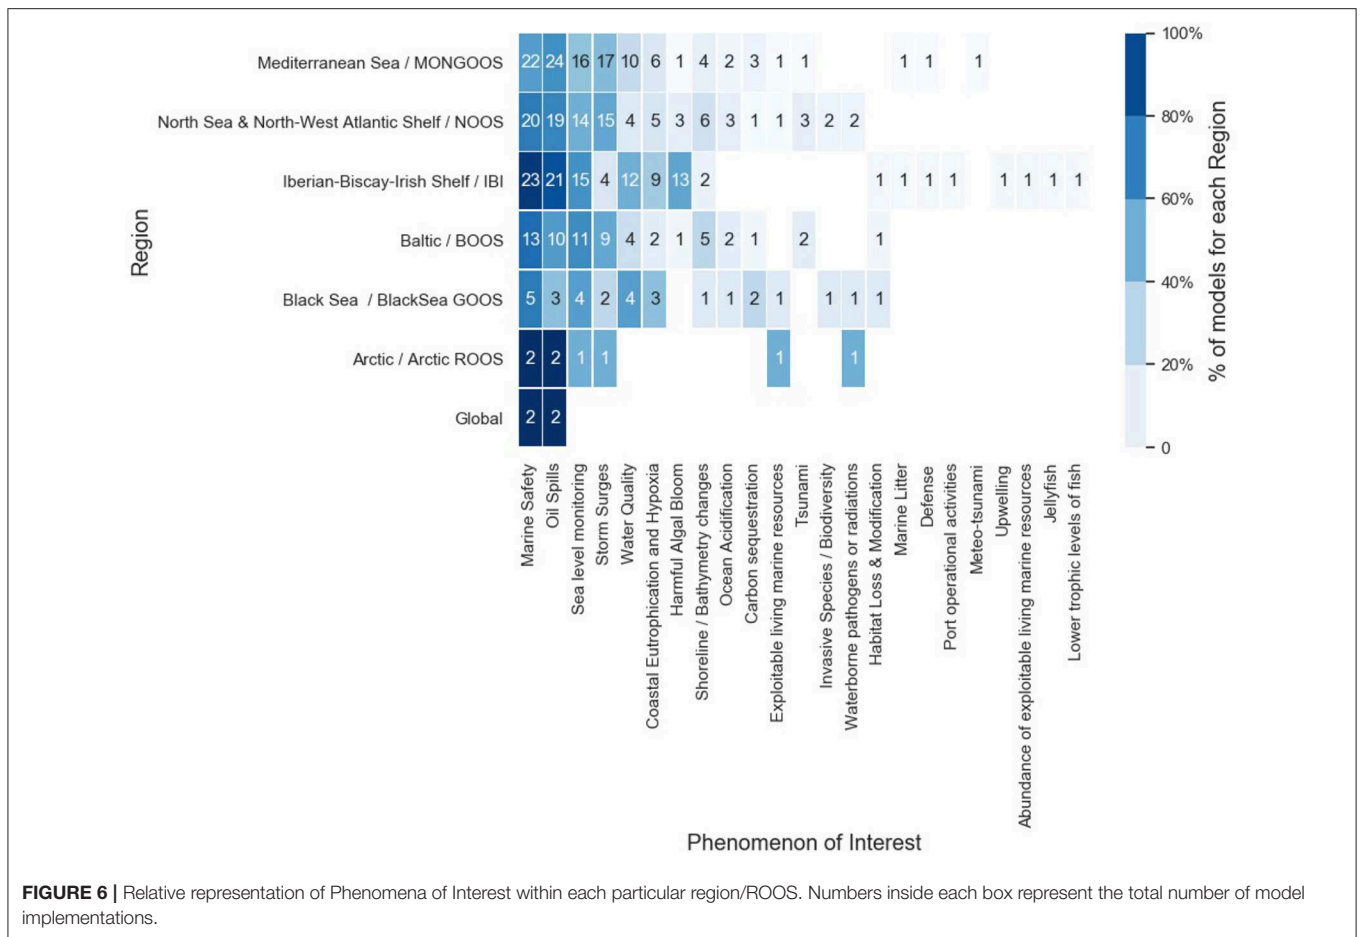 Mediterranean Sea / MONGOOS 22 24 16 17 10 6 1 4 2 3 1 1 1 1 1
North Sea & North-West Atlantic Shelf / NOOS 20 19 14 15 4 5 3 6 3 1 1 3 2 2
Iberian-Biscay-Irish Shelf / IBI 23 21 15 4 12 9 13 2 1 1 1 1 1 1 1 1
Baltic / BOOS 13 10 11 9 4 2 1 5 2 1 2 1
Black Sea / BlackSea GOOS 5 3 4 2 4 3 1 1 2 1 1 1 1
Arctic / Arctic ROOS 2 2 1 1 1 1
Global 2 2
Region
100%
80%
60%
40%
20%
0
% of models for each Region
Marine Safety
Oil Spills
Sea level monitoring
Storm Surges
Water Quality
Coastal Eutrophication and Hypoxia
Harmful Algal Bloom
Shoreline / Bathymetry changes
Ocean Acidification
Carbon sequestration
Exploitable living marine resources
Tsunami
Invasive Species / Biodiversity
Waterborne pathogens or radiations
Habitat Loss & Modification
Marine Litter
Defense
Port operational activities
Meteo-tsunami
Upwelling
Abundance of exploitable living marine resources
Jellyfish
Lower trophic levels of fish
Phenomenon of Interest
FIGURE 6 | Relative representation of Phenomena of Interest within each particular region/ROOS. Numbers inside each box represent the total number of model
implementations.